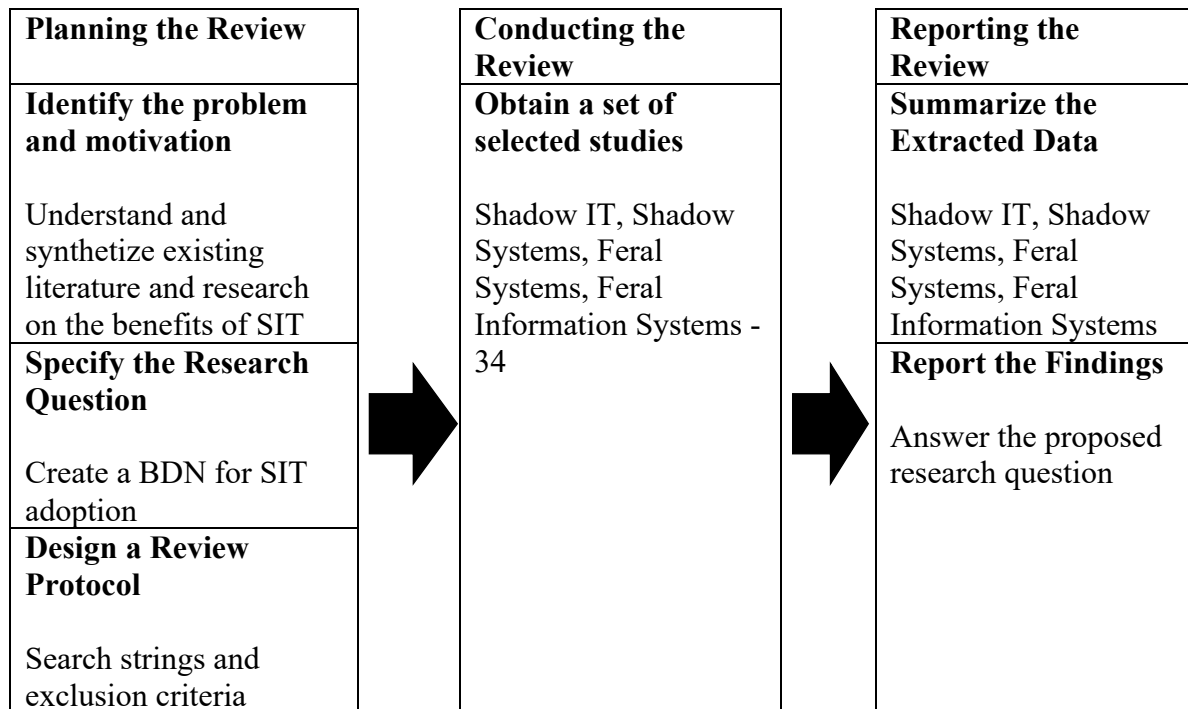 Planning the Review
Identify the problem
and motivation
Understand and
synthetize existing
literature and research
on the benefits of SIT
Specify the Research
Question
Create a BDN for SIT
adoption
Design a Review
Protocol
Search strings and
exclusion criteria
Conducting the
Review
Obtain a set of
selected studies
Shadow IT, Shadow
Systems, Feral
Systems, Feral
Information Systems -
34
Reporting the
Review
Summarize the
Extracted Data
Shadow IT, Shadow
Systems, Feral
Systems, Feral
Information Systems
Report the Findings
Answer the proposed
research question